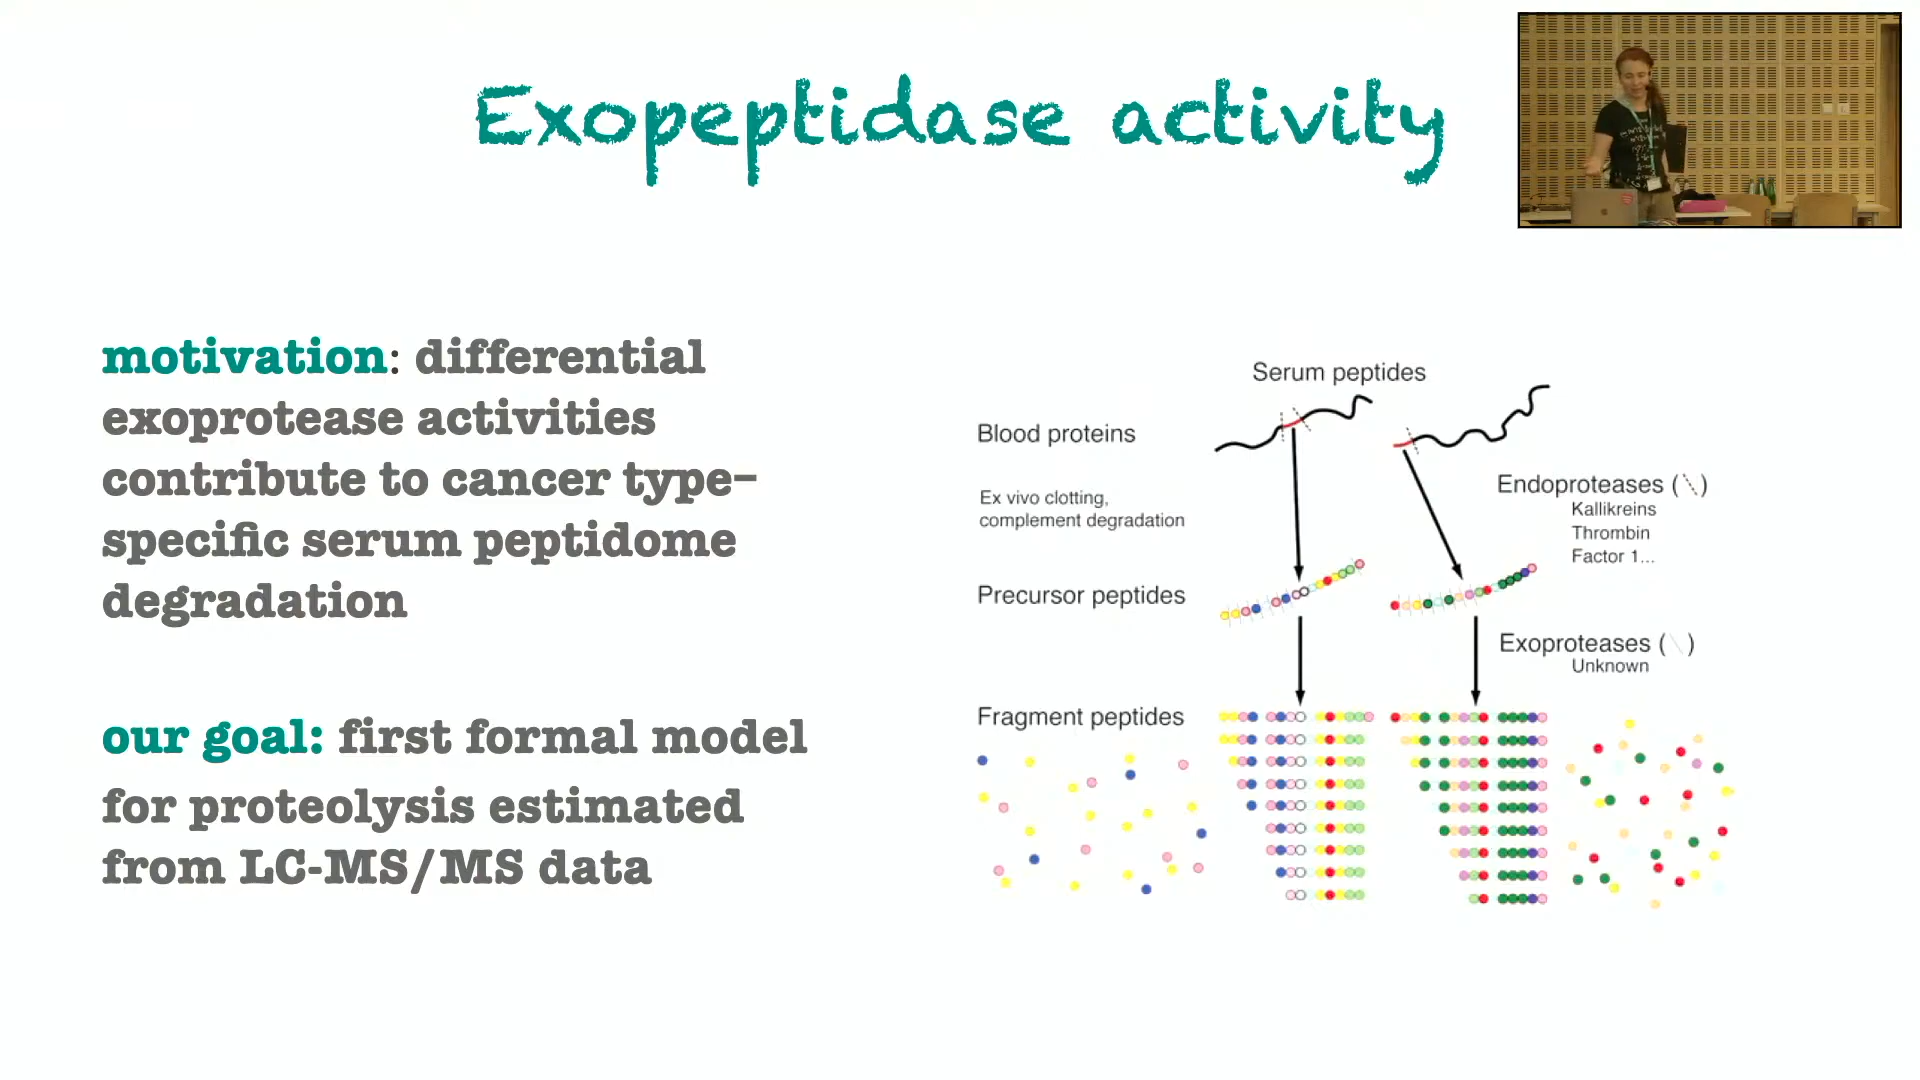 Exopeptidase activity
motivation: differential
exoprotease activities
contribute to cancer type–
specific serum peptidome
degradation
our goal: first formal model
for proteolysis estimated
from LC-MS/MS data
Serum peptides
Blood proteins
Ex vivo clotting,
complement degradation
Endoproteases (\)
Kallikreins
Thrombin
Factor 1...
Precursor peptides
Exoproteases (\)
Unknown
Fragment peptides